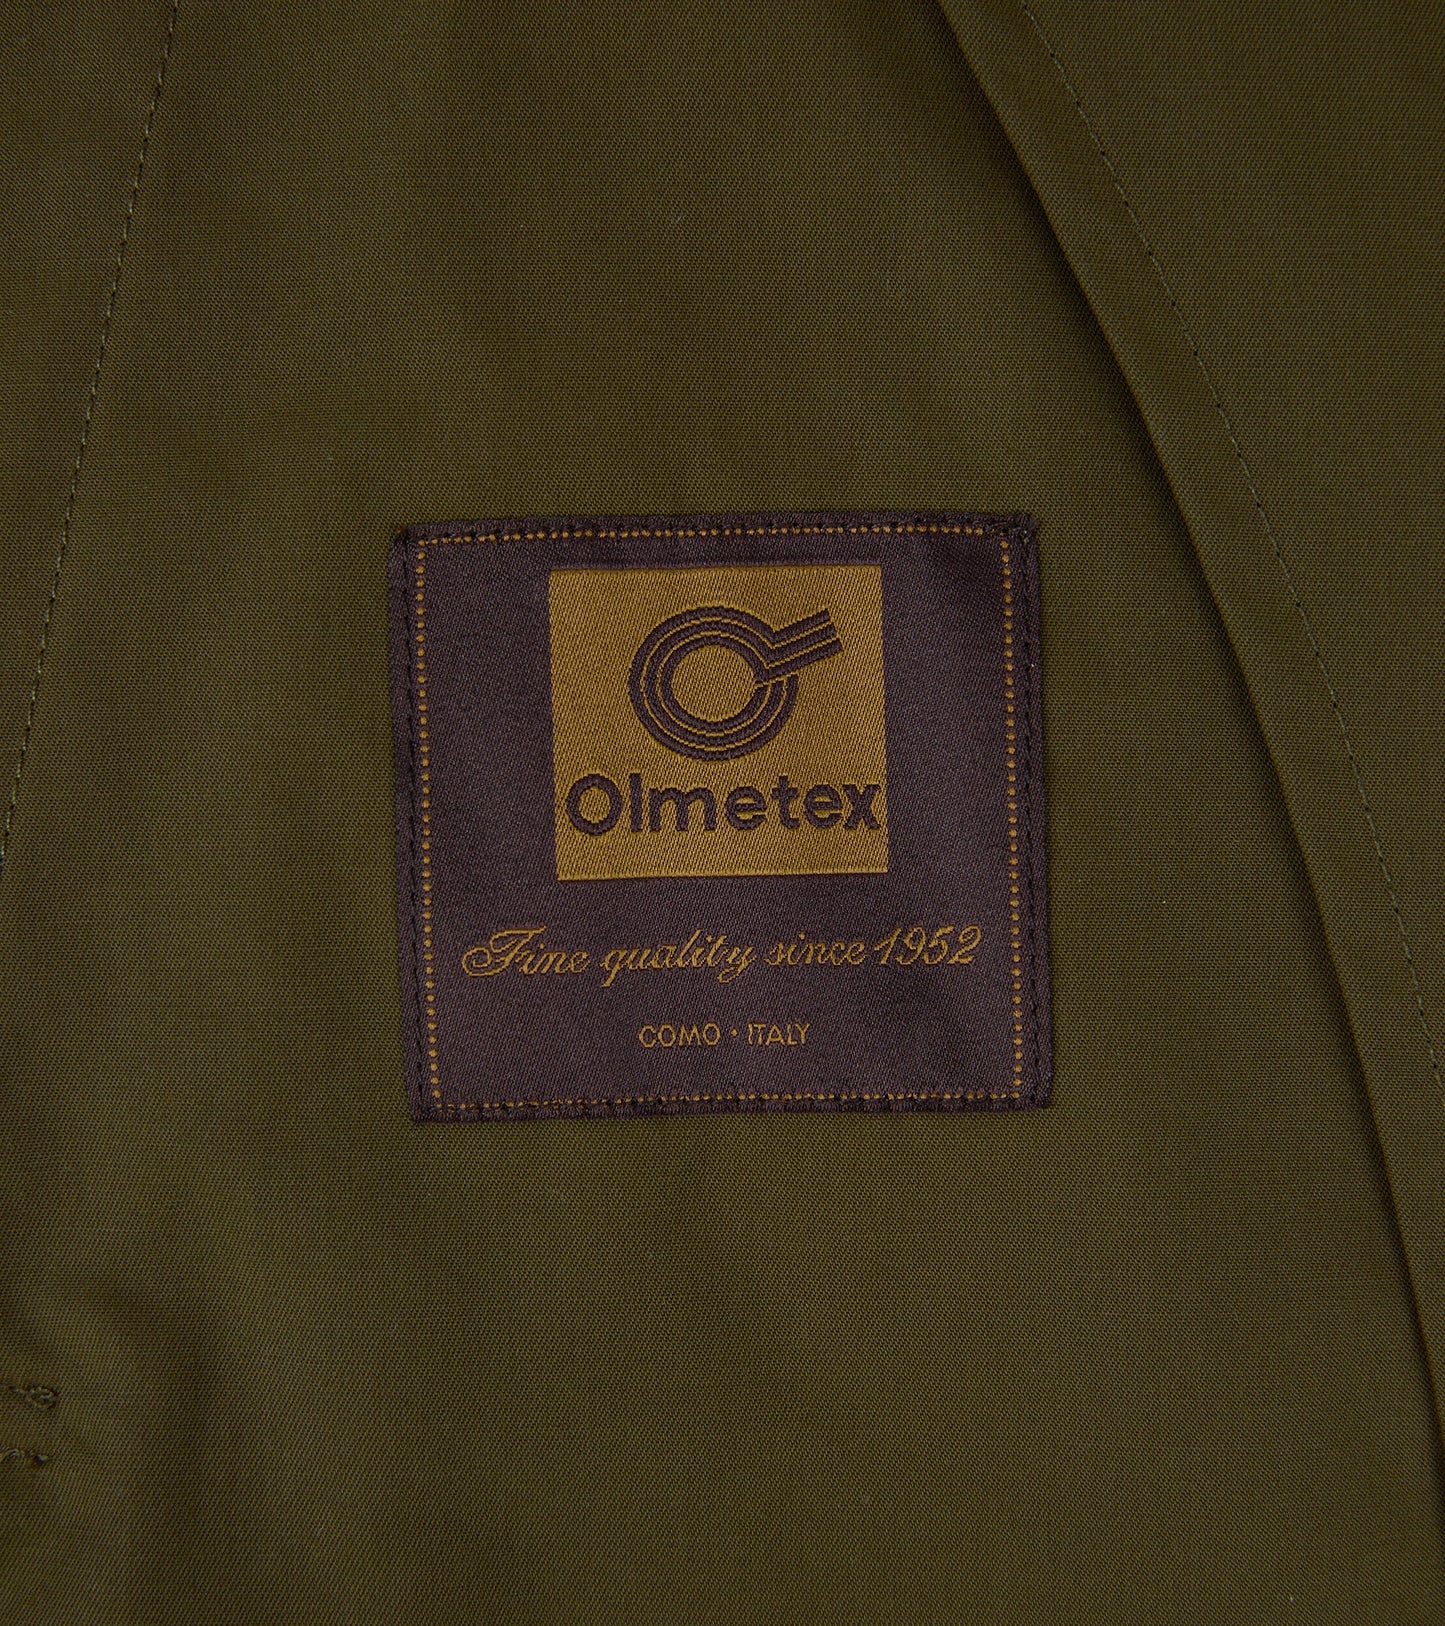 Olmetex
Fine quality since 1952
COMO • ITALY